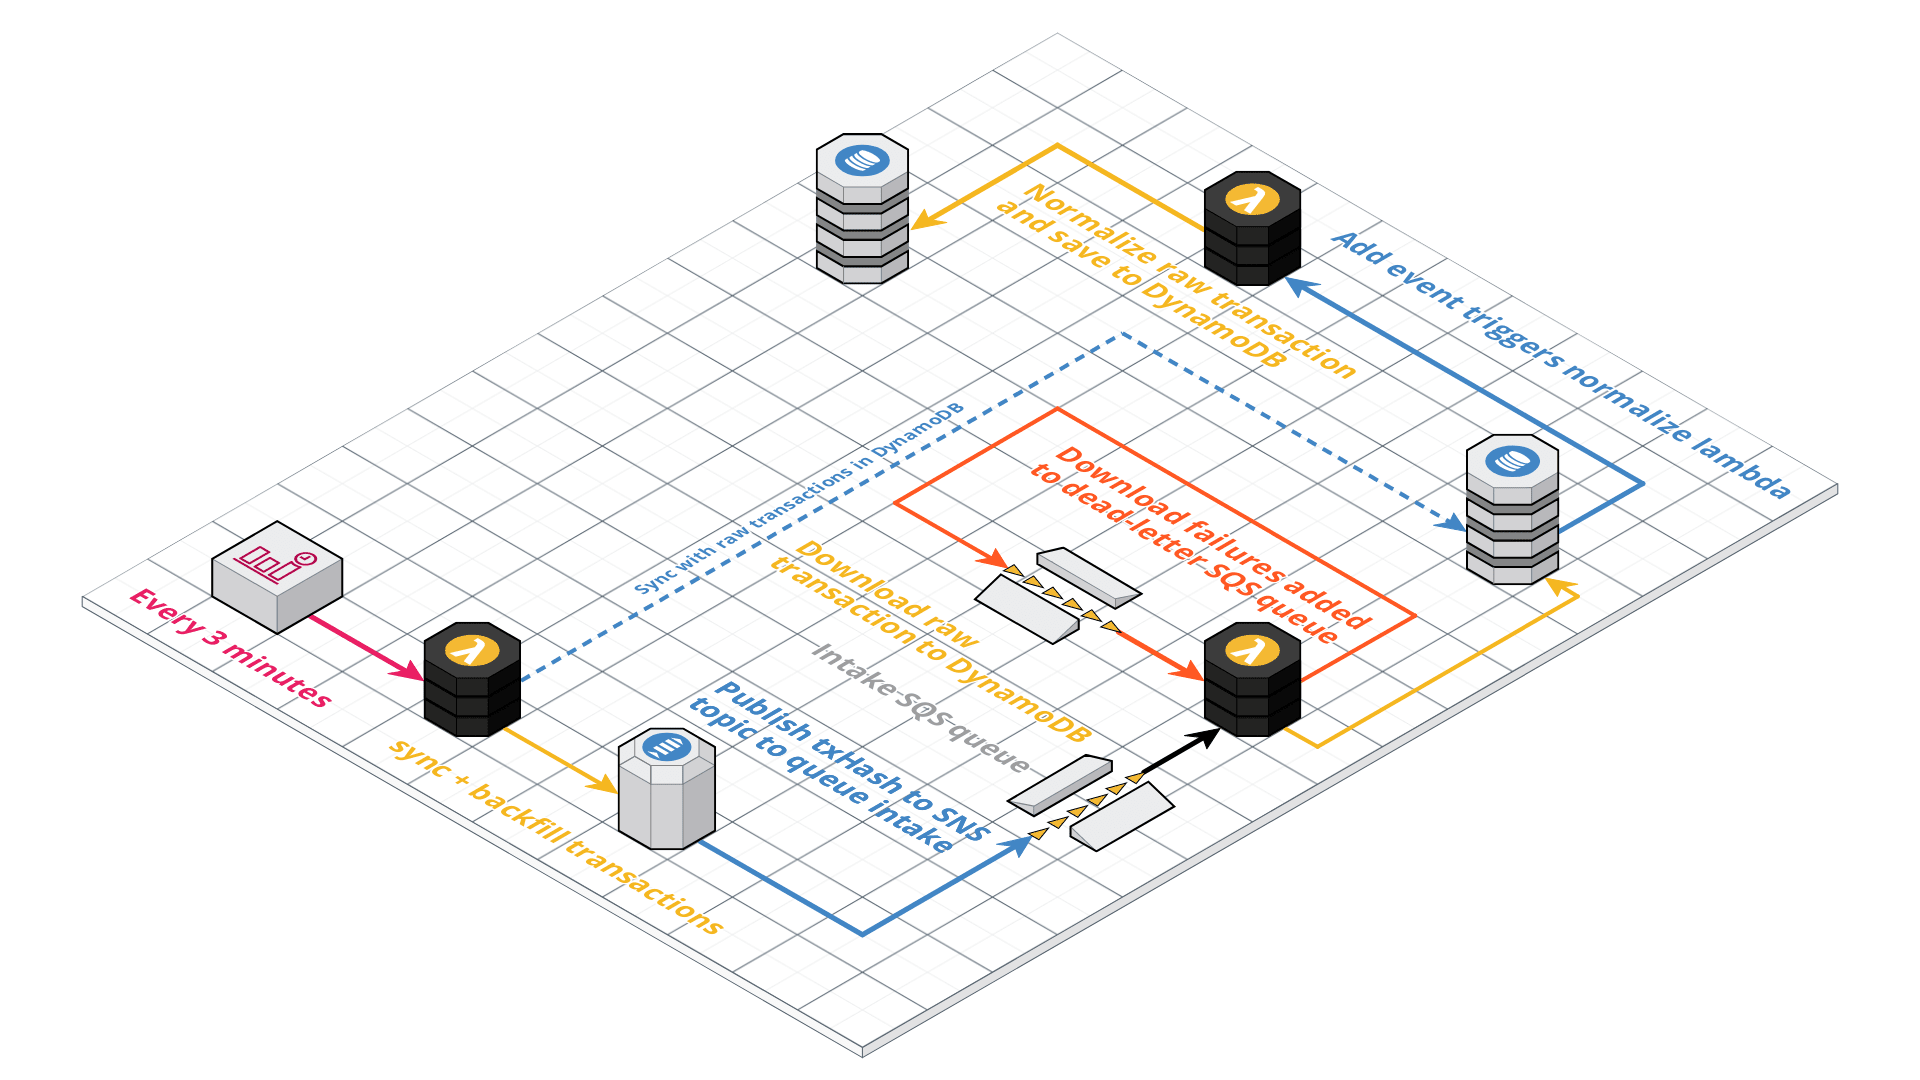 Normalize raw transaction
and save to DynamoDB
Add event triggers normalize lambda
Sync with raw transactions in DynamoDB
Download failures added
to dead-letter SQS queue
Download raw
transaction to DynamoDB
Intake SQS queue
Every 3 minutes
Publish txHash to SNS
topic to queue intake
sync + backfill transactions